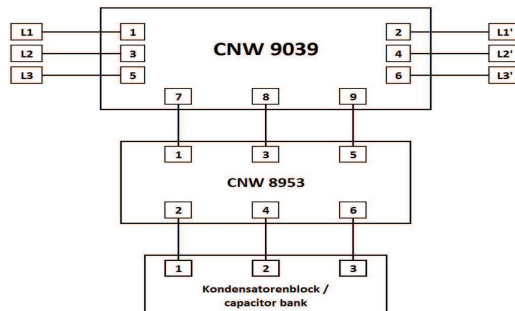 L1 1 CNW 9039 2 L1'
L2 3 4 L2'
L3 5 6 L3'
7 8 9
1 3 5
CNW 8953
2 4 6
1 2 3
Kondensatorenblock /
capacitor bank